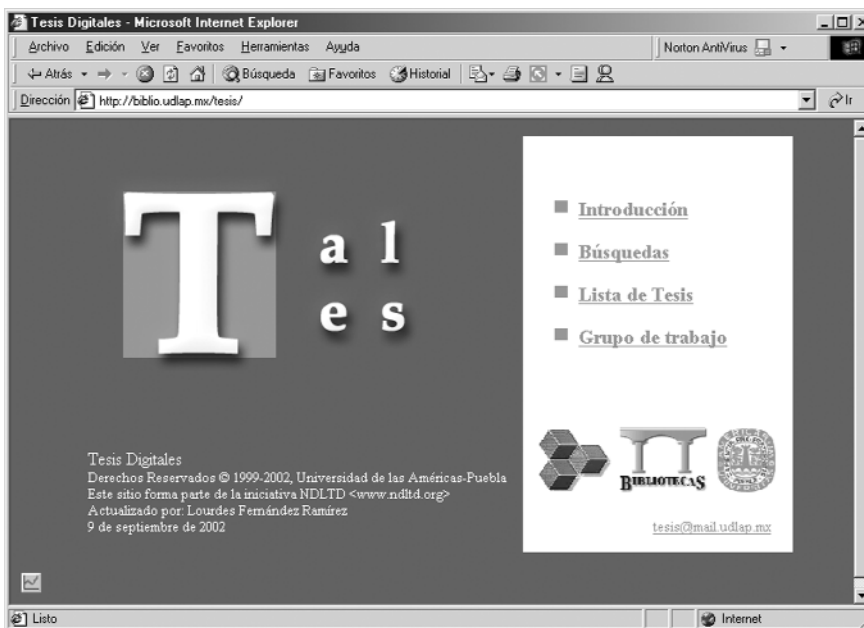 Tesis Digitales - Microsoft Internet Explorer
Archivo Edición Ver Favoritos Herramientas Ayuda Norton AntiVirus
Atrás Búsqueda Favoritos Historial
Dirección http://biblio.udlap.mx/tesis/ Ir
T a l
e s
Introducción
Búsquedas
Lista de Tesis
Grupo de trabajo
BIBLIOTECAS
Tesis Digitales
Derechos Reservados © 1999-2002, Universidad de las Américas-Puebla
Este sitio forma parte de la iniciativa NDLTD <www.ndltd.org>
Actualizado por: Lourdes Fernández Ramírez
9 de septiembre de 2002
tesis@mail.udlap.mx
Listo Internet